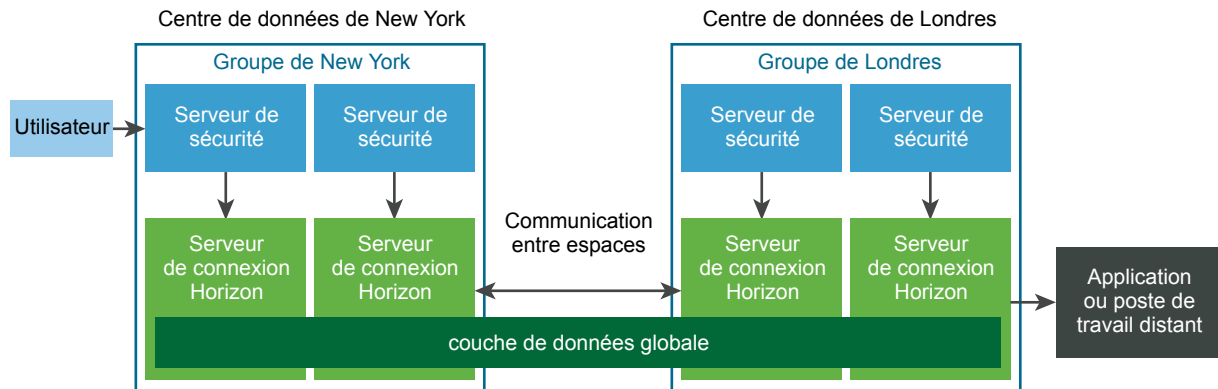 Centre de données de New York
Centre de données de Londres
Groupe de New York
Groupe de Londres
Utilisateur
Serveur de
sécurité
Serveur de
sécurité
Serveur de
sécurité
Serveur de
sécurité
Communication
entre espaces
Serveur
de connexion
Horizon
Serveur
de connexion
Horizon
Serveur
de connexion
Horizon
Serveur
de connexion
Horizon
Application
ou poste de
travail distant
couche de données globale